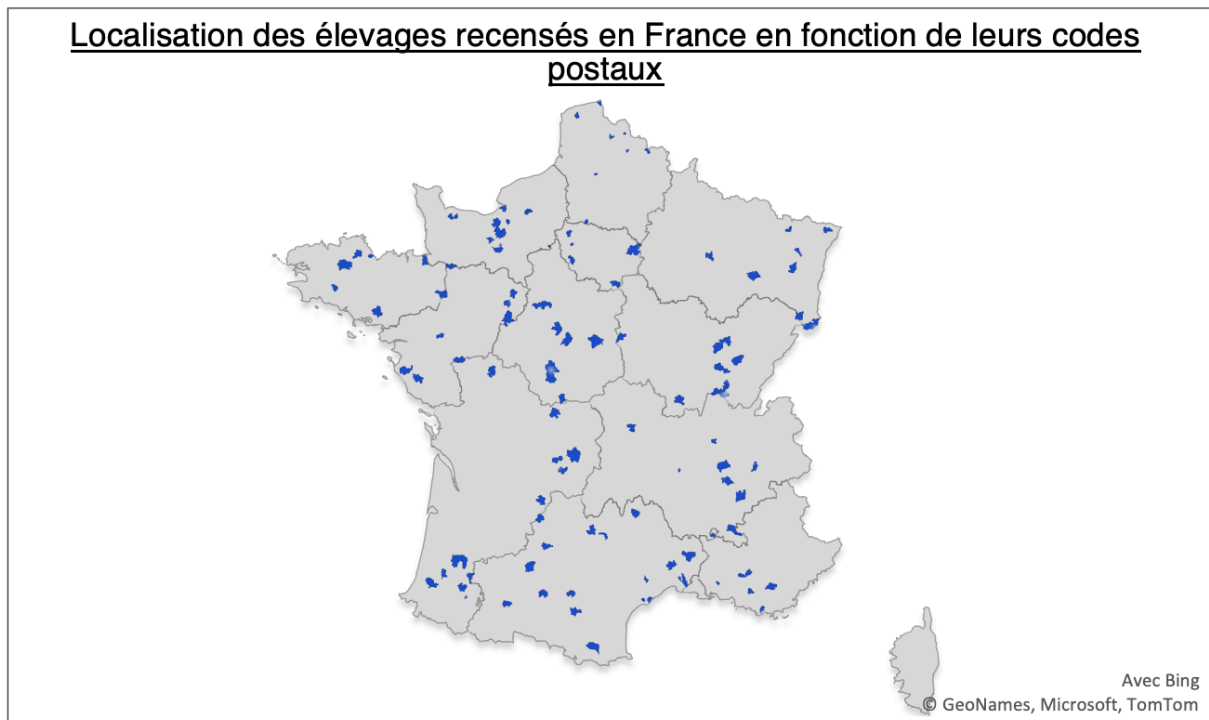 Localisation des élevages recensés en France en fonction de leurs codes
postaux
Avec Bing
© GeoNames, Microsoft, TomTom